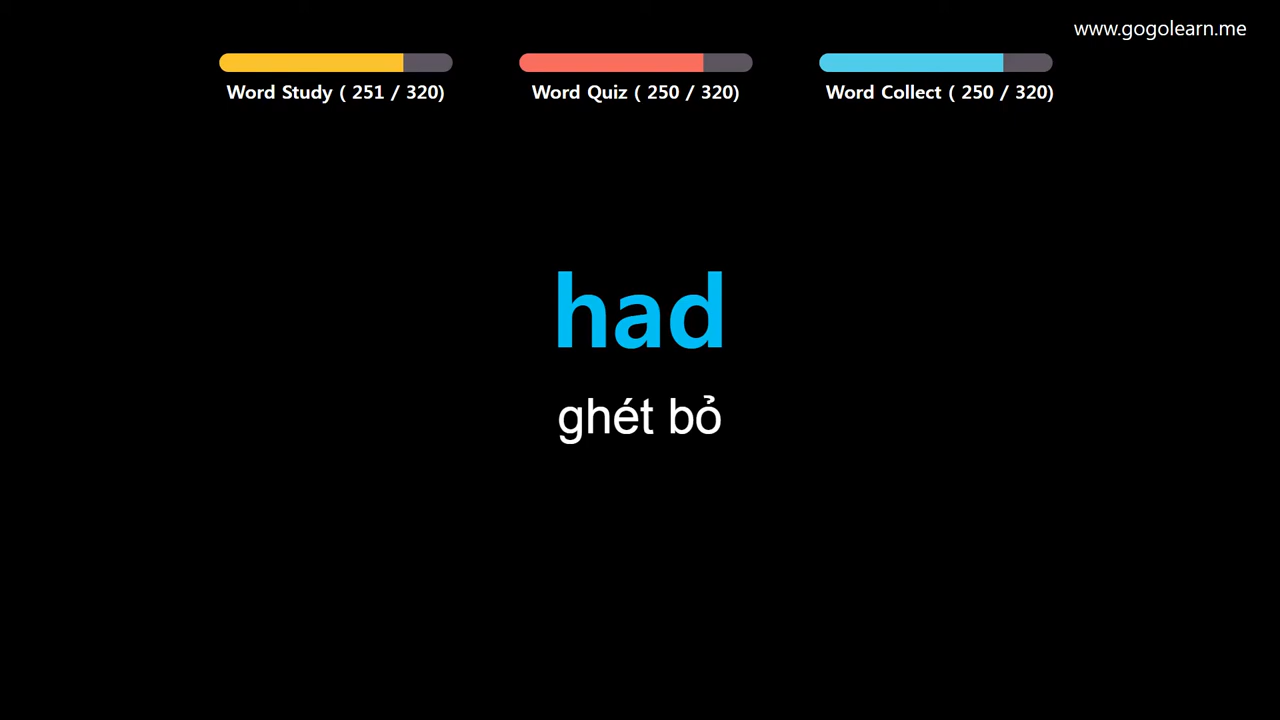 www.gogolearn.me
Word Study ( 251 / 320)
Word Quiz ( 250 / 320)
Word Collect ( 250 / 320)
had
ghét bỏ